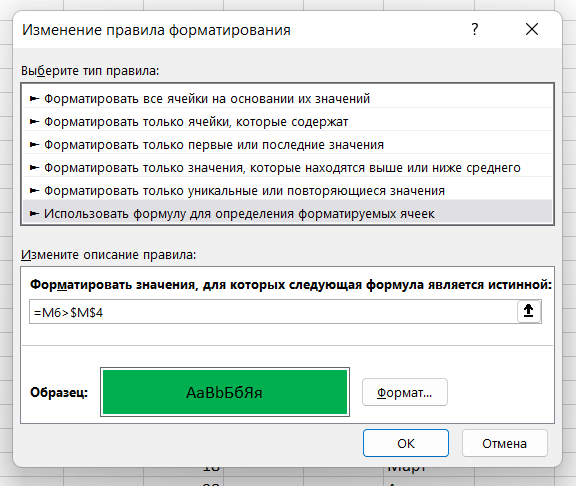 Изменение правила форматирования
?
Выберите тип правила:
► Форматировать все ячейки на основании их значений
► Форматировать только ячейки, которые содержат
► Форматировать только первые или последние значения
► Форматировать только значения, которые находятся выше или ниже среднего
► Форматировать только уникальные или повторяющиеся значения
► Использовать формулу для определения форматируемых ячеек
Измените описание правила:
Форматировать значения, для которых следующая формула является истинной:
=M6>$M$4
Образец: АаВbБбЯя Формат...
ОК Отмена
Март